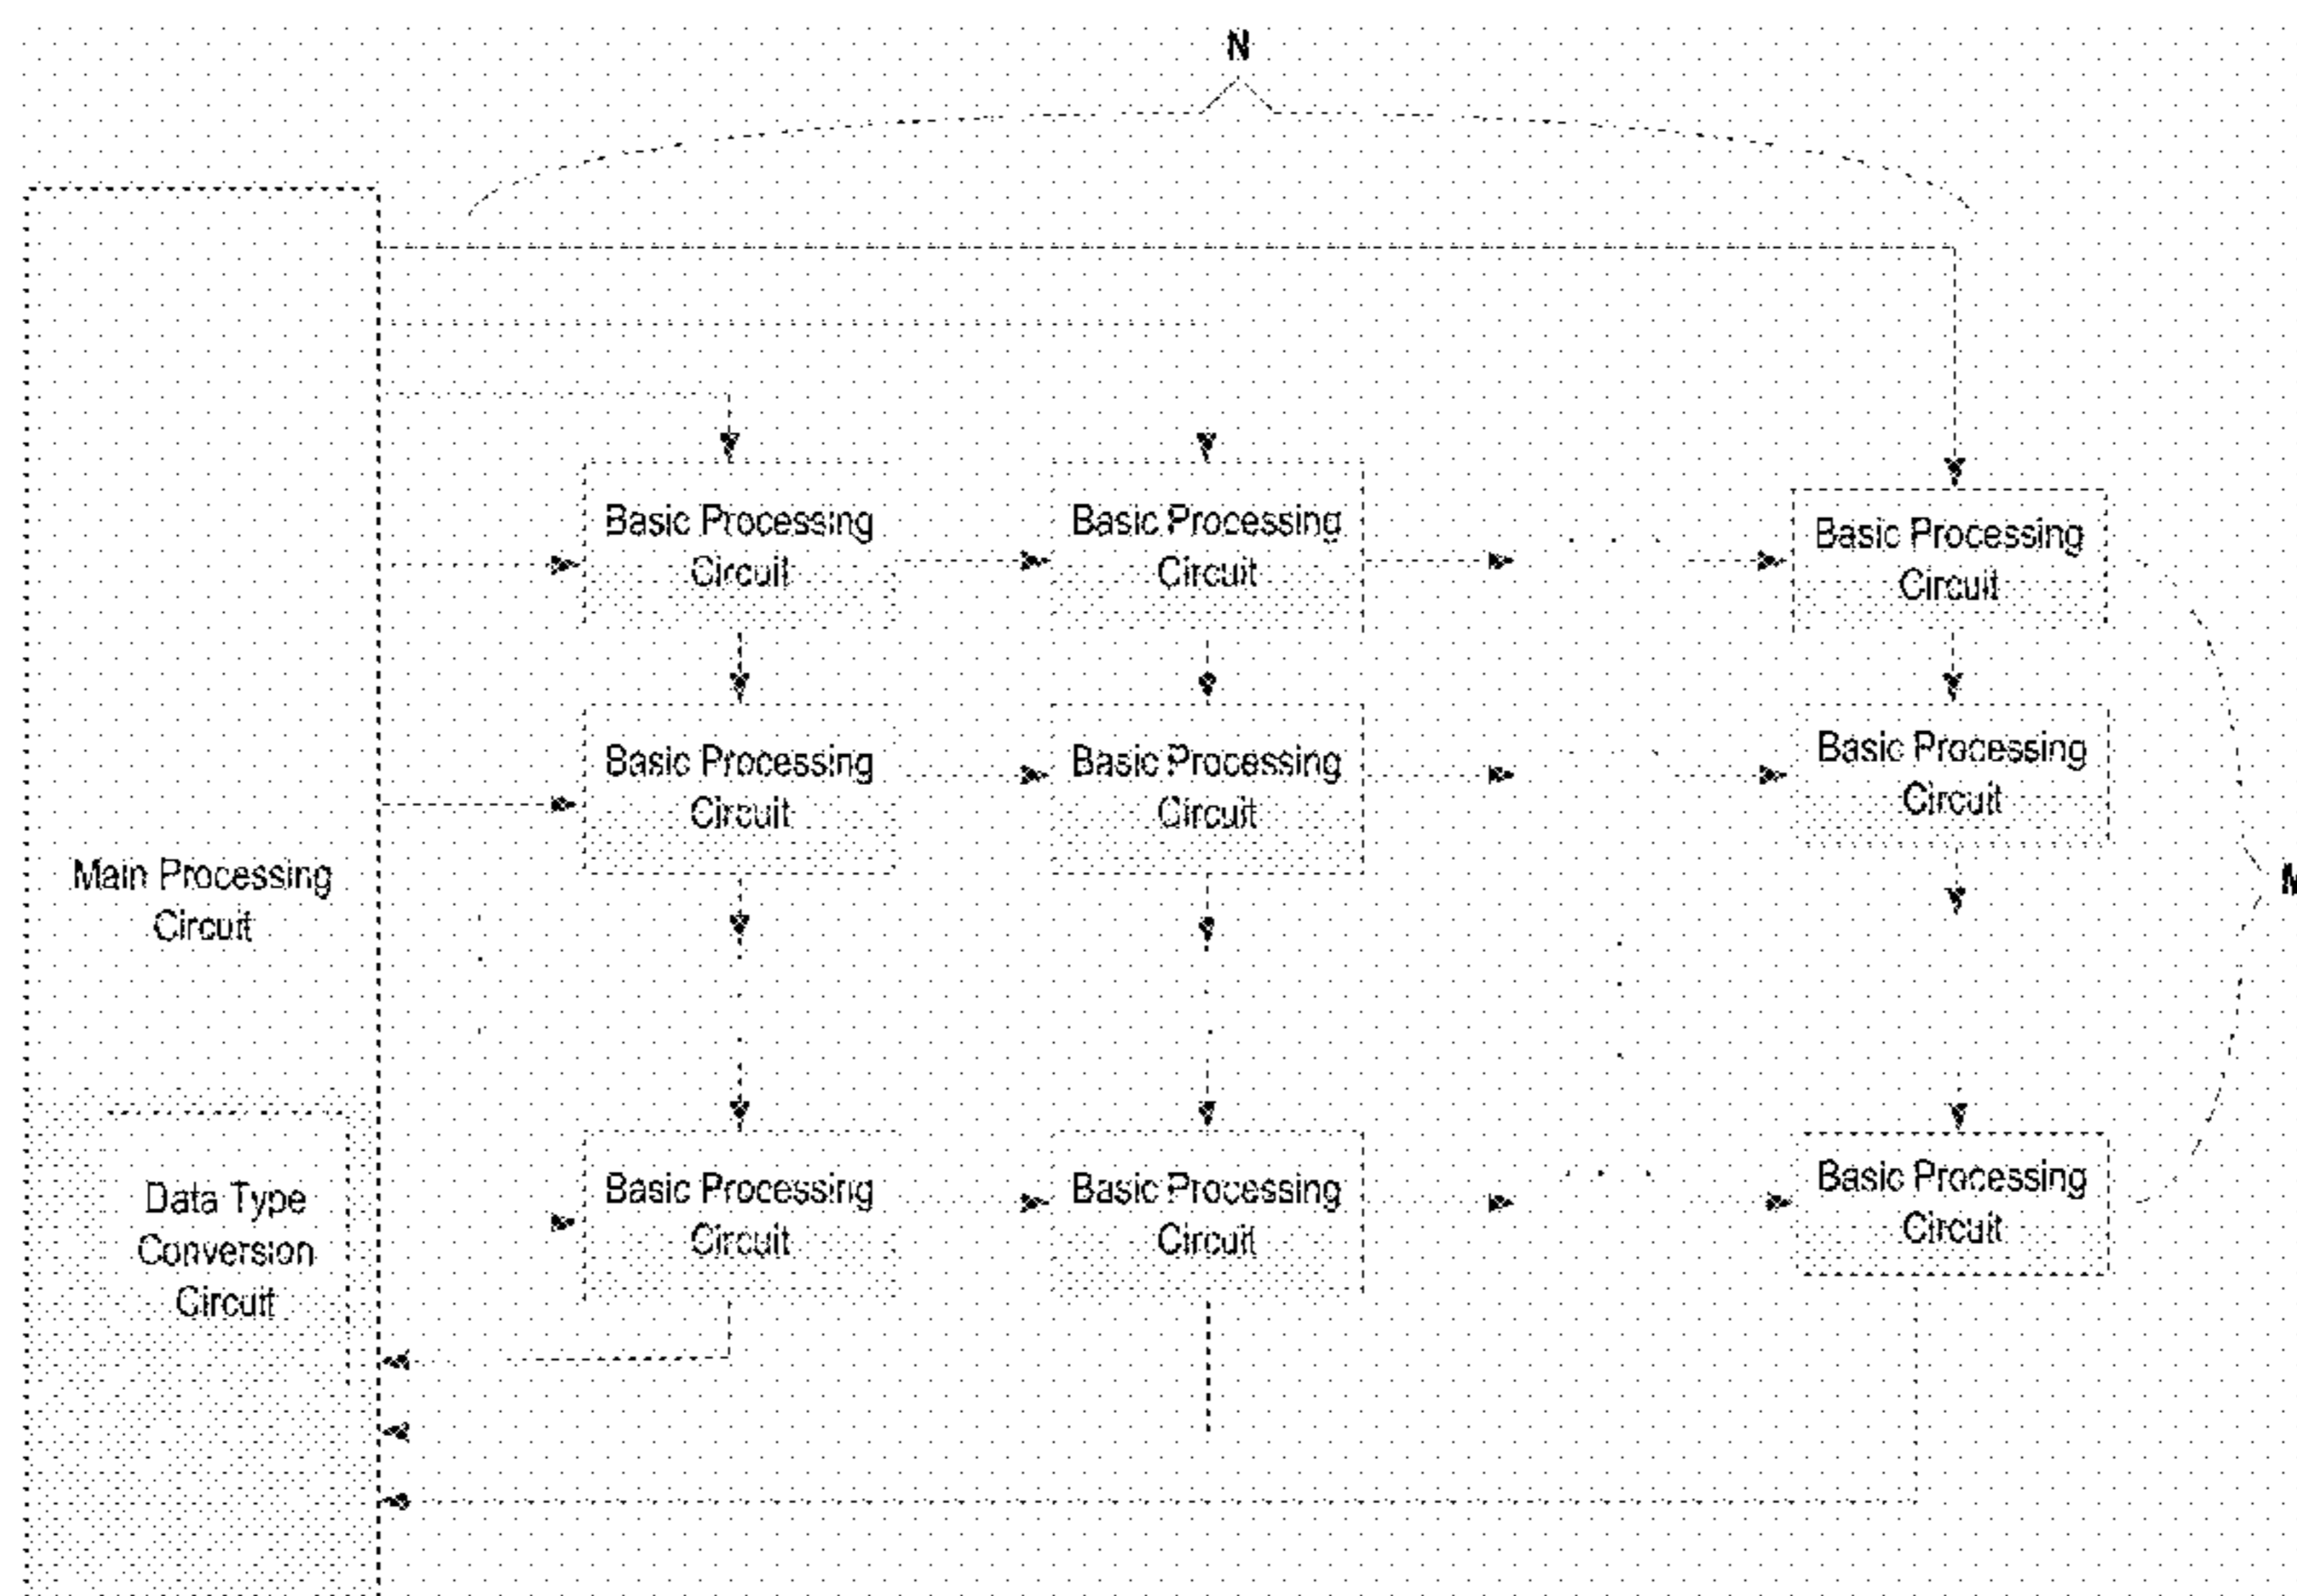 N
Basic Processing
Circuit
Basic Processing
Circuit
Basic Processing
Circuit
Basic Processing
Circuit
Basic Processing
Circuit
Basic Processing
Circuit
Main Processing
Circuit
M
Basic Processing
Circuit
Basic Processing
Circuit
Basic Processing
Circuit
Data Type
Conversion
Circuit